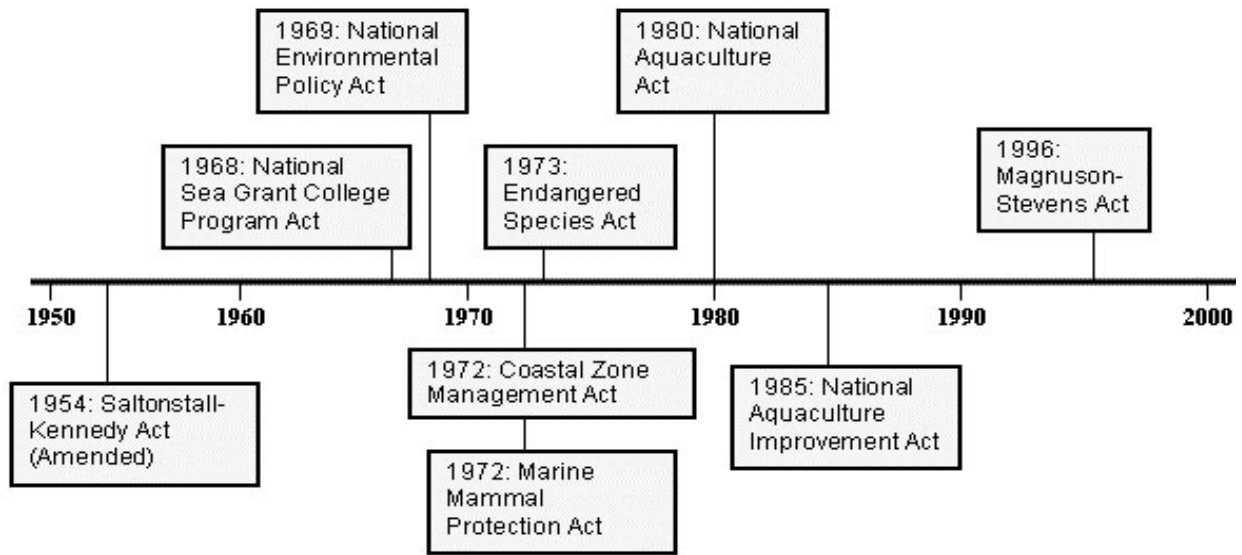 1969: National
Environmental
Policy Act
1980: National
Aquaculture
Act
1968: National
Sea Grant College
Program Act
1973:
Endangered
Species Act
1996:
Magnuson-
Stevens Act
1950 1960 1970 1980 1990 2000
1954: Saltonstall-
Kennedy Act
(Amended)
1972: Coastal Zone
Management Act
1972: Marine
Mammal
Protection Act
1985: National
Aquaculture
Improvement Act